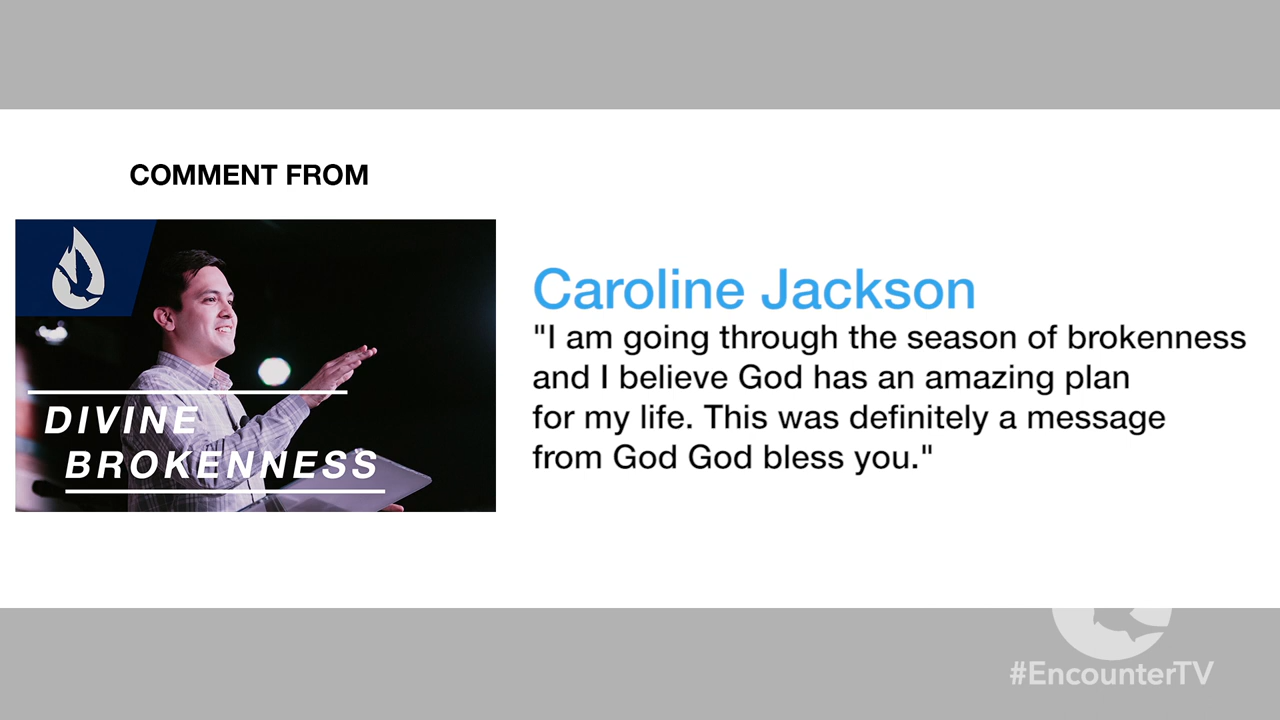 COMMENT FROM
DIVINE
BROKENNESS
Caroline Jackson
"I am going through the season of brokenness
and I believe God has an amazing plan
for my life. This was definitely a message
from God God bless you."
#EncounterTV